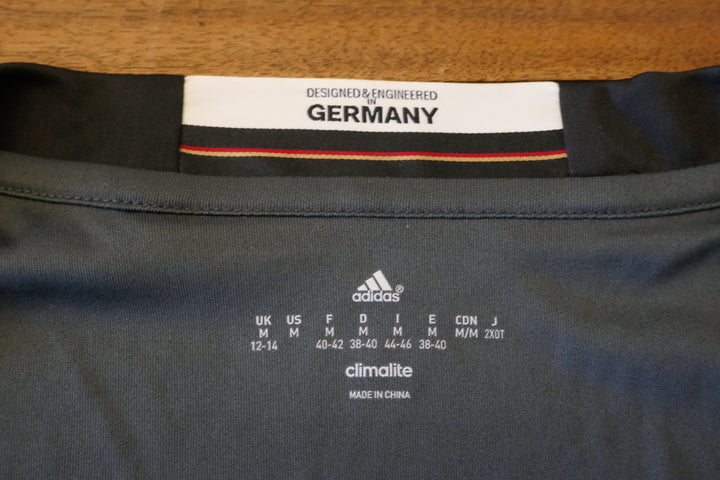 DESIGNED & ENGINEERED
IN
GERMANY
adidas®
UK US F D I E CDN J
M M M M M M M/M 2XOT
12-14 40-42 38-40 44-46 38-40
climalite
MADE IN CHINA